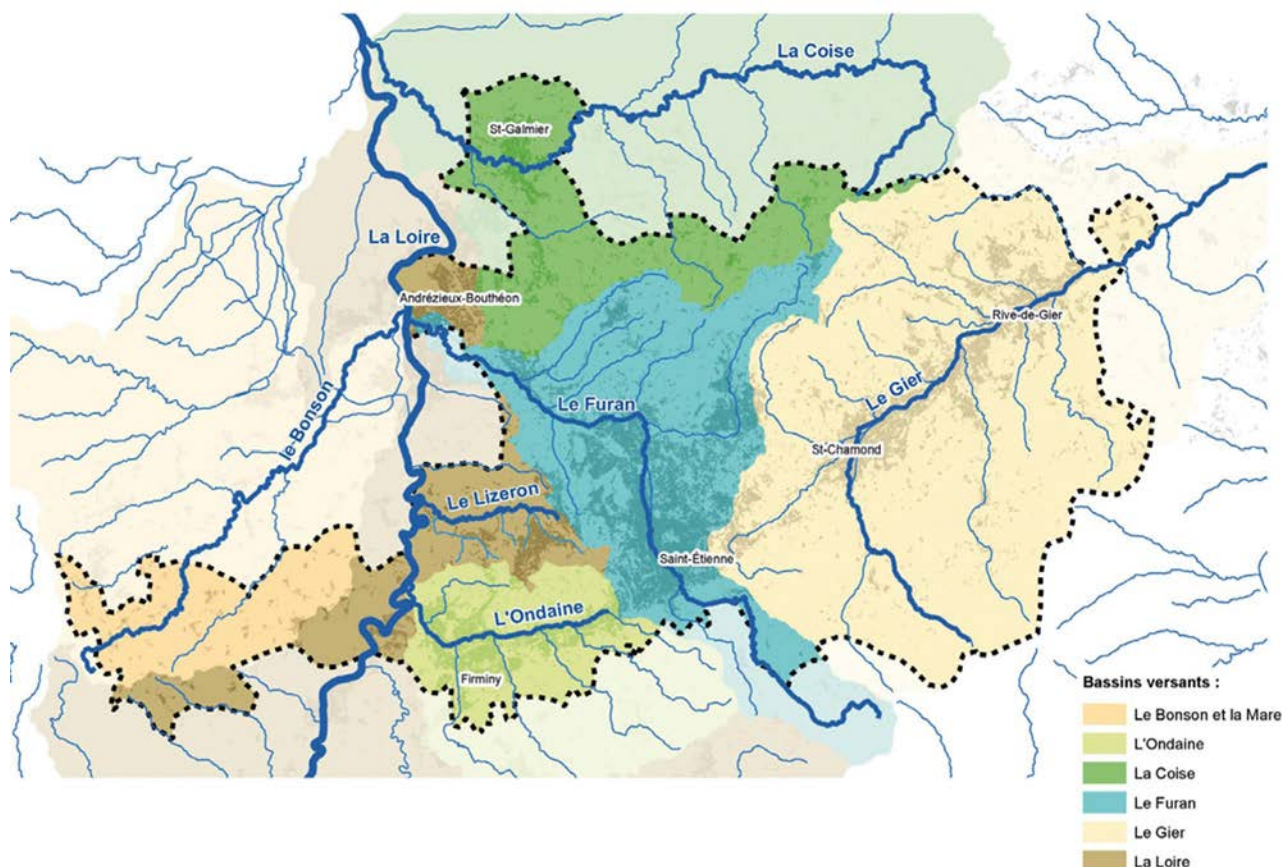 La Coise
St-Galmier
La Loire
Andrézieux-Bouthéon
Rive-de-Gier
le-Bonson
Le Furan
Le Gier
St-Chamond
Le Lizeron
Saint-Étienne
L'Ondaine
Firminy
Bassins versants :
Le Bonson et la Mare
L'Ondaine
La Coise
Le Furan
Le Gier
La Loire